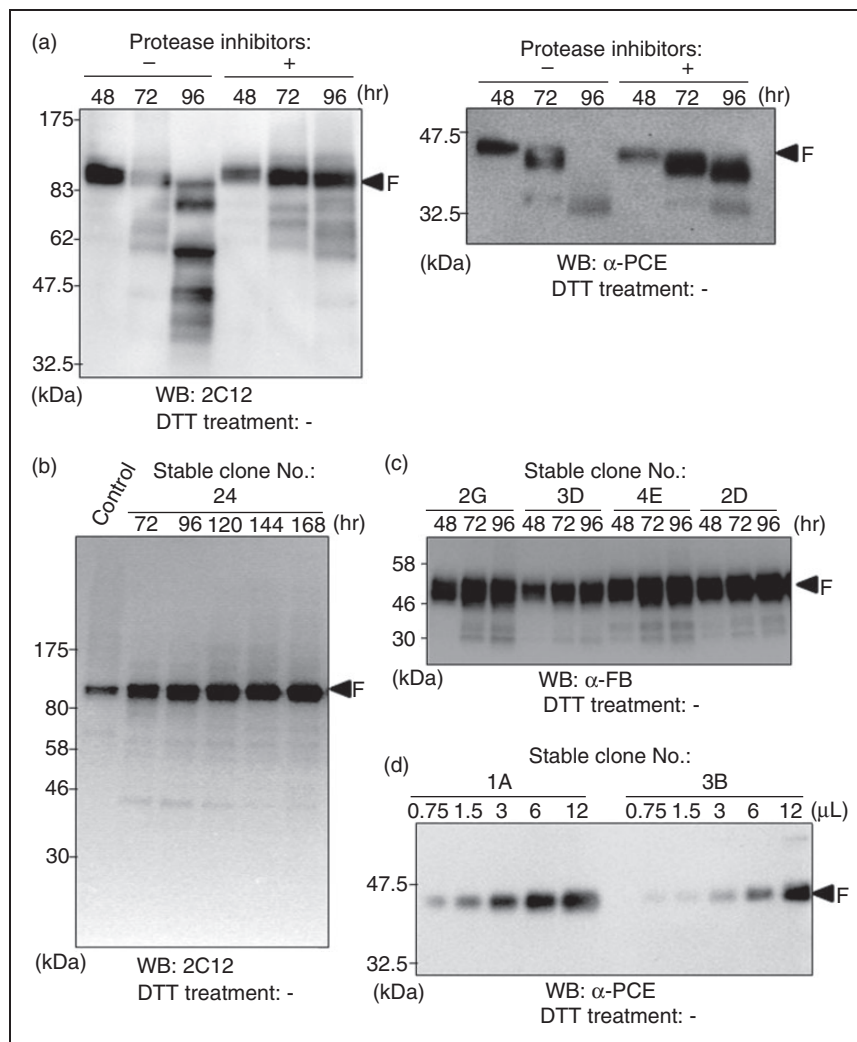 (a)
Protease inhibitors:
– +
48 72 96 48 72 96 (hr)
175
83
62
47.5
32.5
F
(kDa)
WB: 2C12
DTT treatment: -
Protease inhibitors:
– +
48 72 96 48 72 96 (hr)
47.5
32.5
F
(kDa)
WB: α-PCE
DTT treatment: -
(b)
Stable clone No.:
24
Control 72 96 120 144 168 (hr)
175
80
58
46
30
F
(kDa)
WB: 2C12
DTT treatment: -
(c)
Stable clone No.:
2G 3D 4E 2D
48 72 96 48 72 96 48 72 96 48 72 96 (hr)
58
46
30
F
(kDa)
WB: α-FB
DTT treatment: -
(d)
Stable clone No.:
1A 3B
0.75 1.5 3 6 12 0.75 1.5 3 6 12 (μL)
47.5
32.5
F
(kDa)
WB: α-PCE
DTT treatment: -